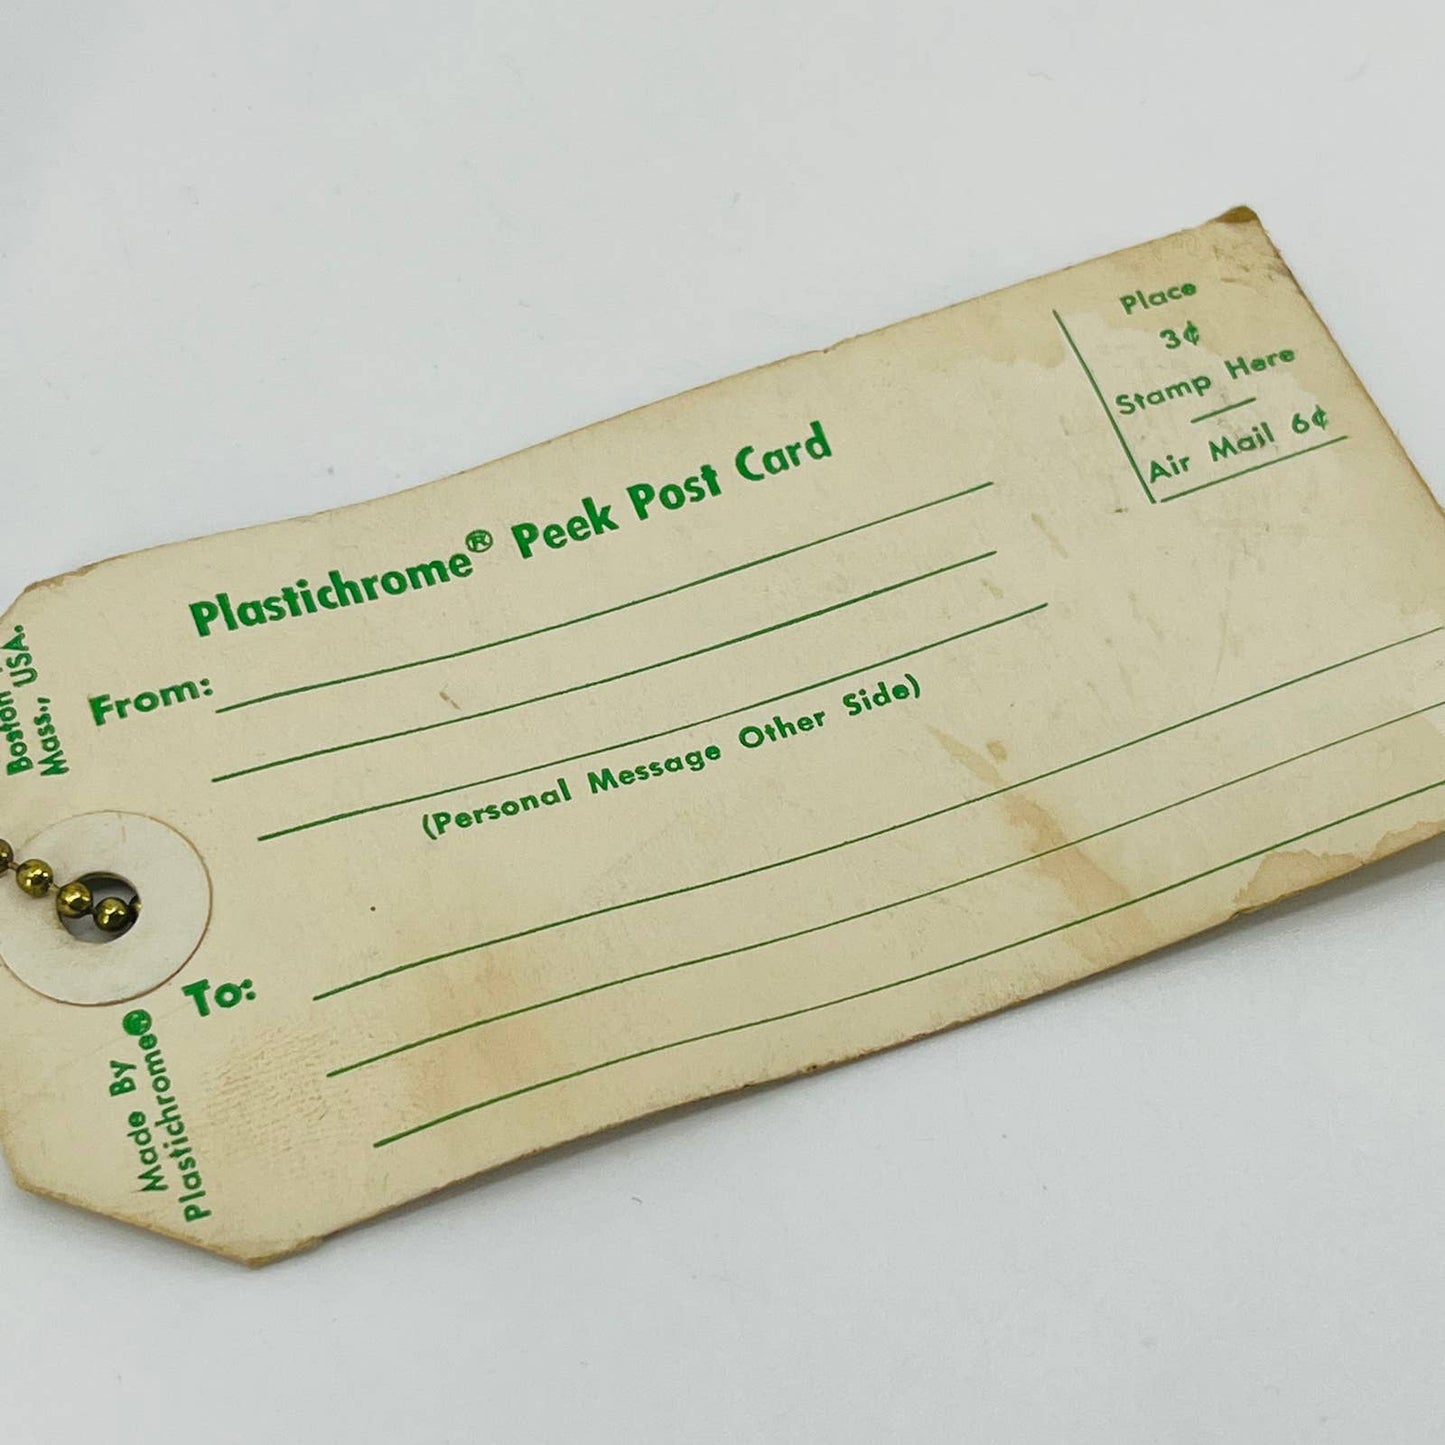 Plastichrome® Peek Post Card
Place
3¢
Stamp Here
Air Mail 6¢
From:
(Personal Message Other Side)
To:
Boston
Mass., USA.
Made By
Plastichrome®